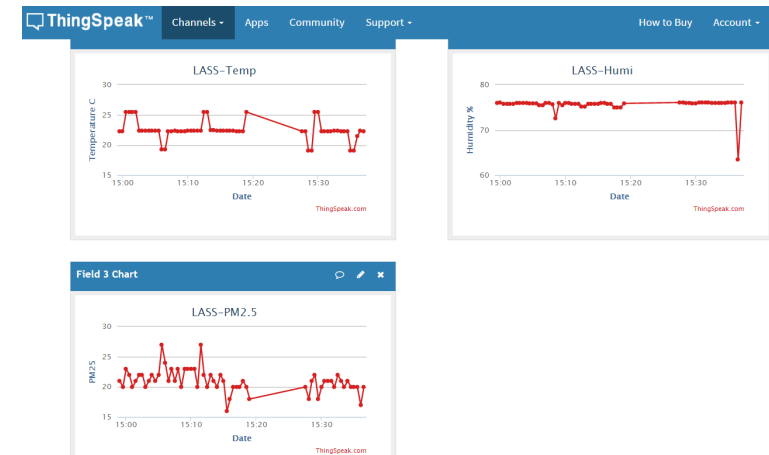 ThingSpeak™ Channels Apps Community Support How to Buy Account
LASS-Temp
Temperature C
30
25
20
15
15:00 15:10 15:20 15:30
Date
ThingSpeak.com
LASS-Humi
Humidity %
80
70
60
15:00 15:10 15:20 15:30
Date
ThingSpeak.com
Field 3 Chart
LASS-PM2.5
PM25
30
25
20
15
15:00 15:10 15:20 15:30
Date
ThingSpeak.com